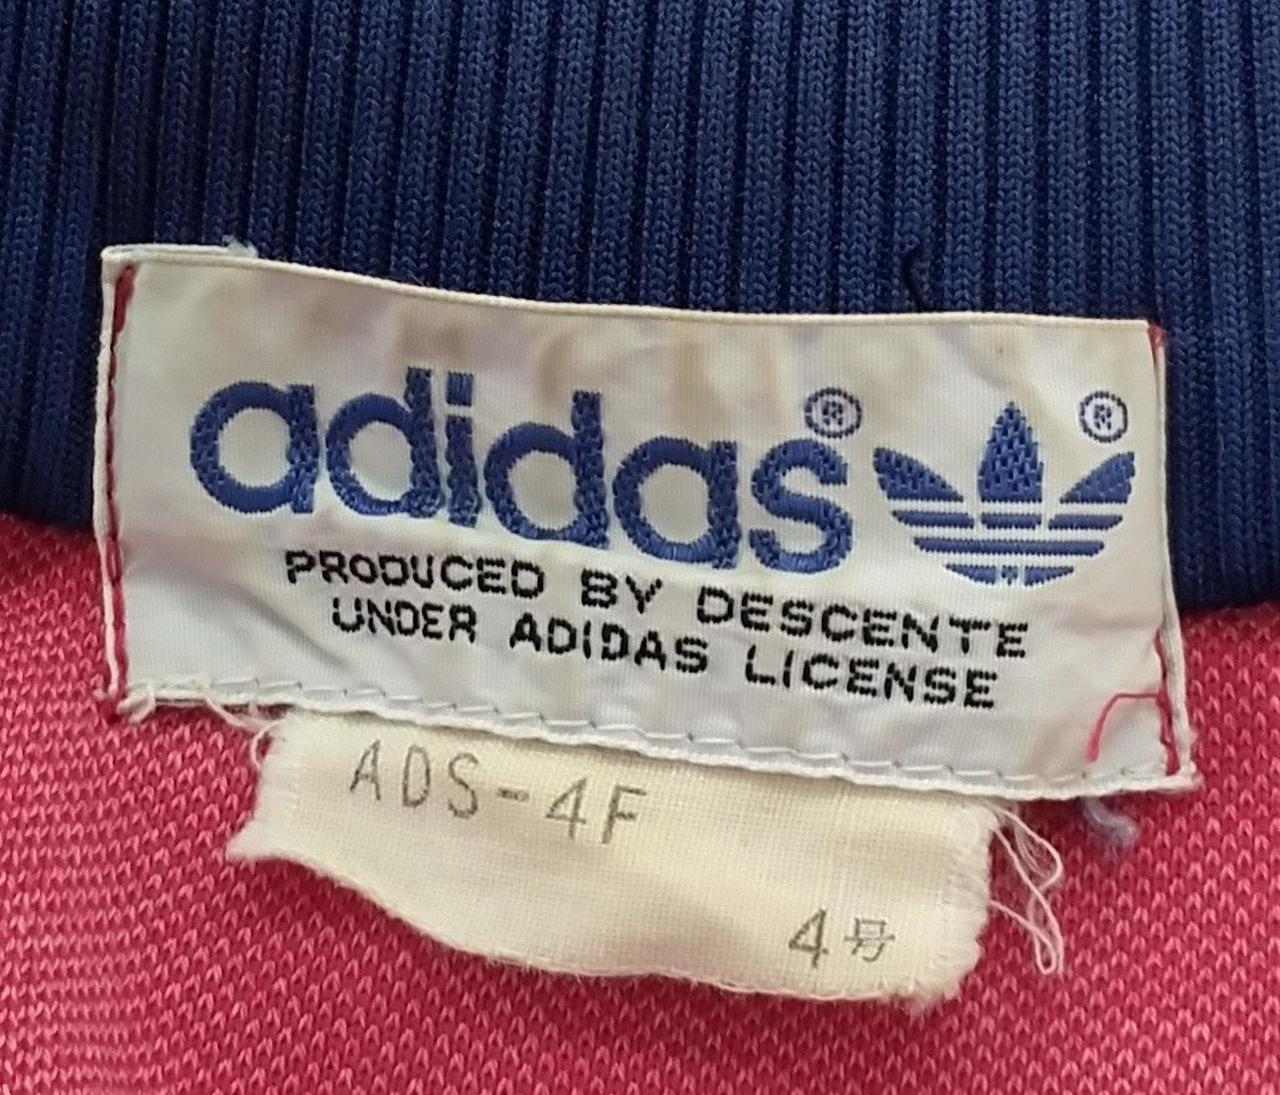 adidas®
®
PRODUCED BY DESCENTE
UNDER ADIDAS LICENSE
ADS-4F
4号